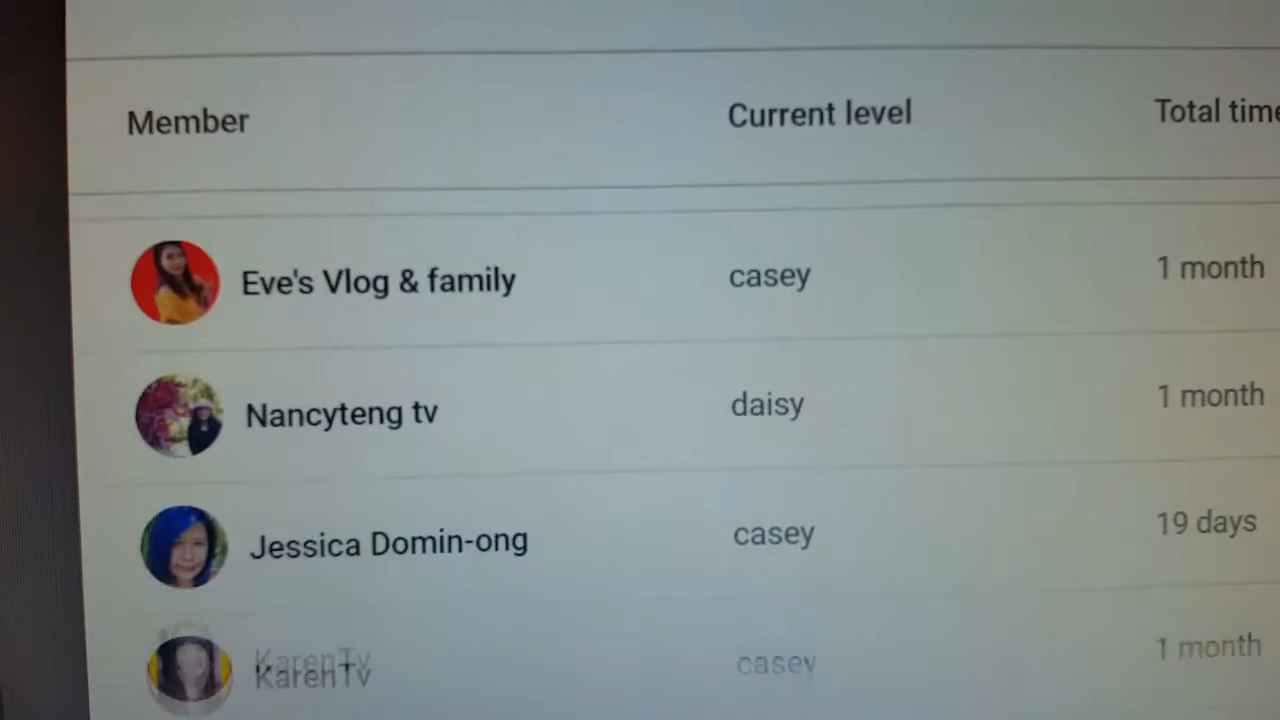 Member Current level Total time
Eve's Vlog & family casey 1 month
Nancyteng tv daisy 1 month
Jessica Domin-ong casey 19 days
KarenTv casey 1 month